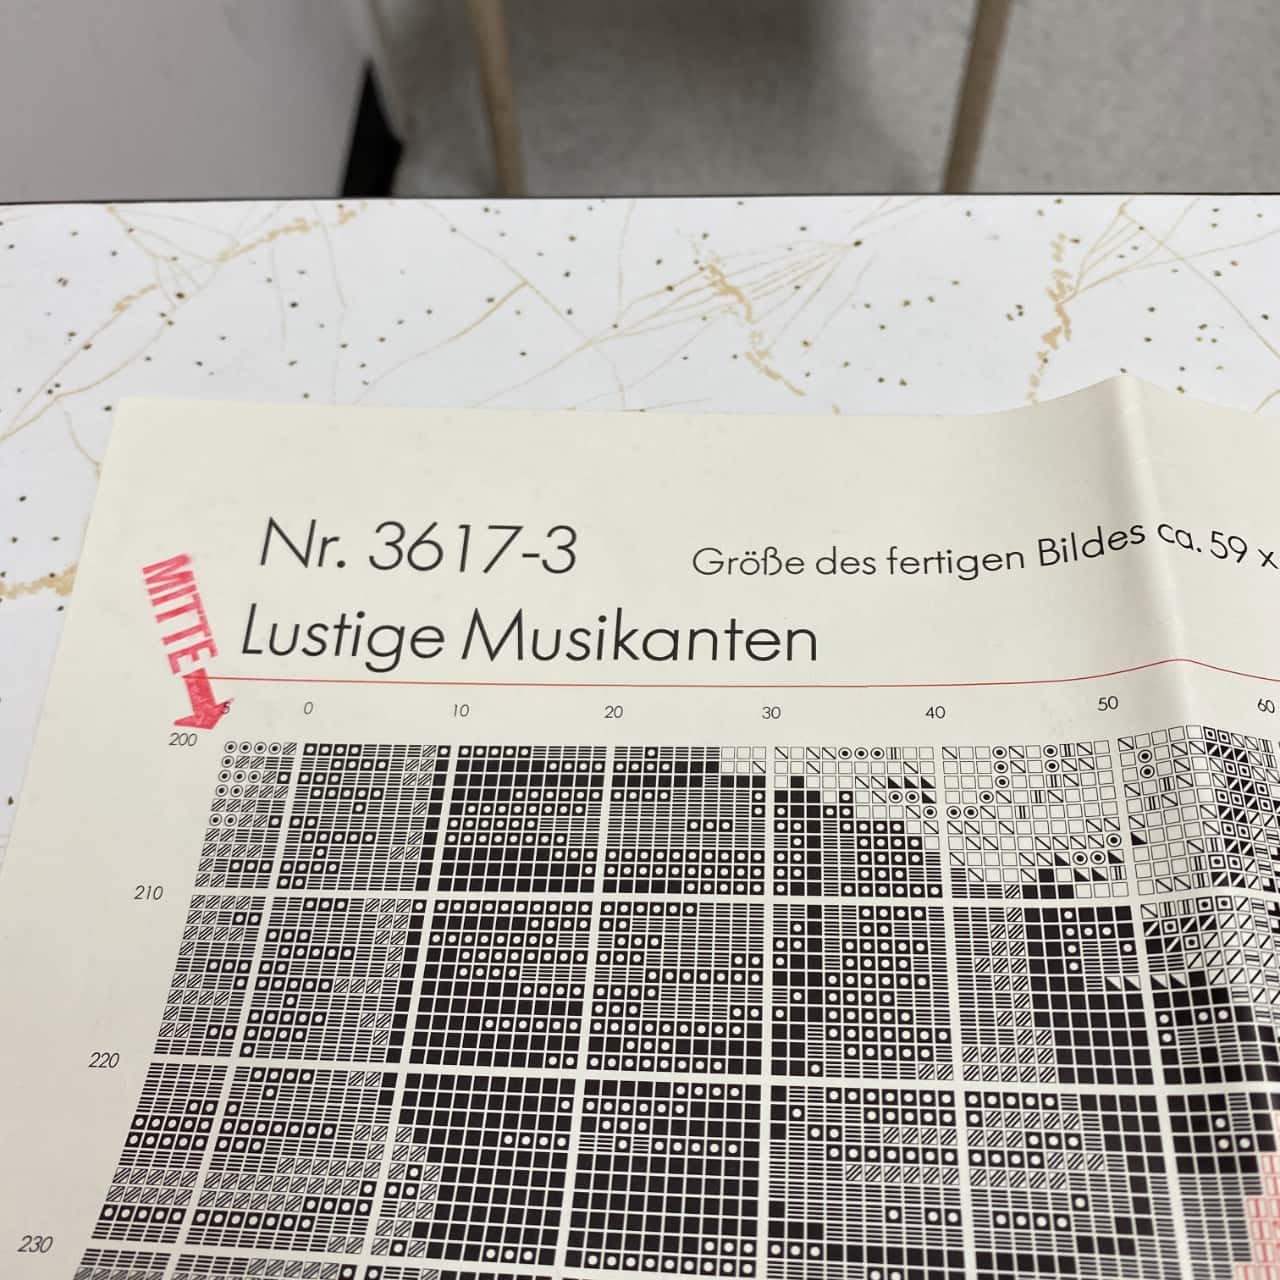 Nr. 3617-3
Größe des fertigen Bildes ca. 59 x
Lustige Musikanten
MITTE
5 0 10 20 30 40 50 60
200
210
220
230